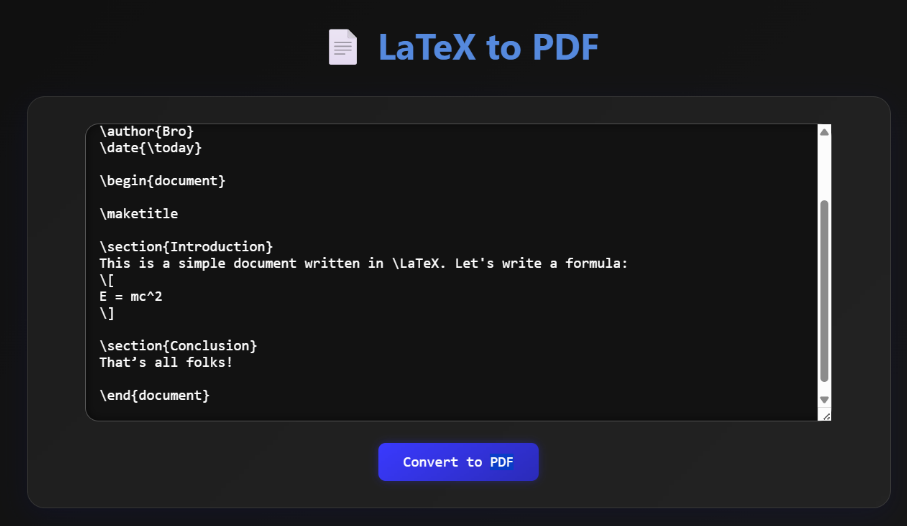 LaTeX to PDF
\author{Bro}
\date{\today}
\begin{document}
\maketitle
\section{Introduction}
This is a simple document written in \LaTeX. Let's write a formula:
\[
E = mc^2
\]
\section{Conclusion}
That’s all folks!
\end{document}
Convert to PDF